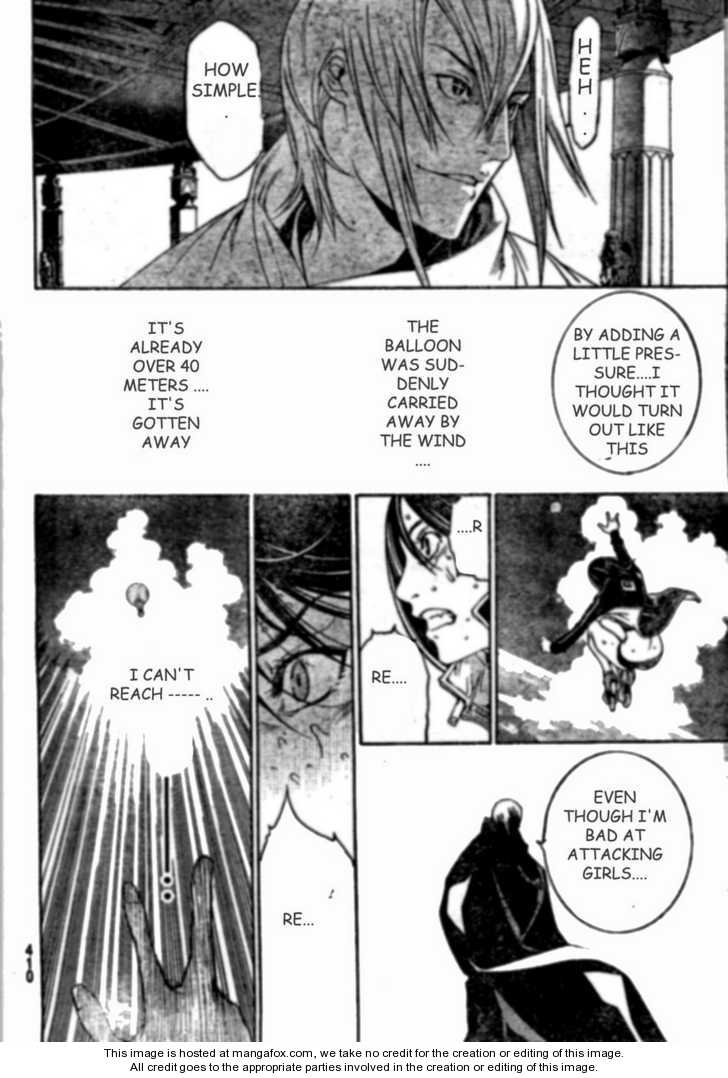 HEH
. .
HOW
SIMPLE.
.
BY ADDING A
LITTLE PRES-
SURE....I
THOUGHT IT
WOULD TURN
OUT LIKE
THIS
THE
BALLOON
WAS SUD-
DENLY
CARRIED
AWAY BY
THE WIND
....
IT'S
ALREADY
OVER 40
METERS ....
IT'S
GOTTEN
AWAY
....R
RE....
RE...
I CAN'T
REACH ----- ..
EVEN
THOUGH I'M
BAD AT
ATTACKING
GIRLS....
410
This image is hosted at mangafox.com, we take no credit for the creation or editing of this image.
All credit goes to the appropriate parties involved in the creation or editing of this image.